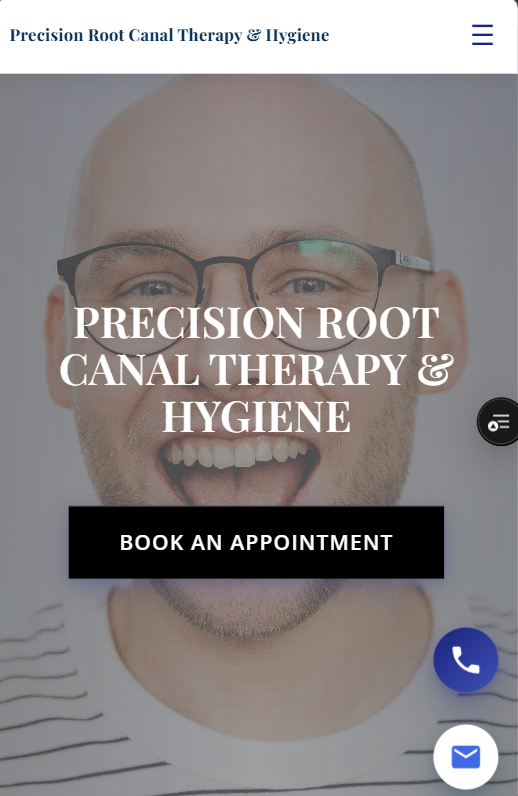 Precision Root Canal Therapy & Hygiene
PRECISION ROOT
CANAL THERAPY &
HYGIENE
BOOK AN APPOINTMENT